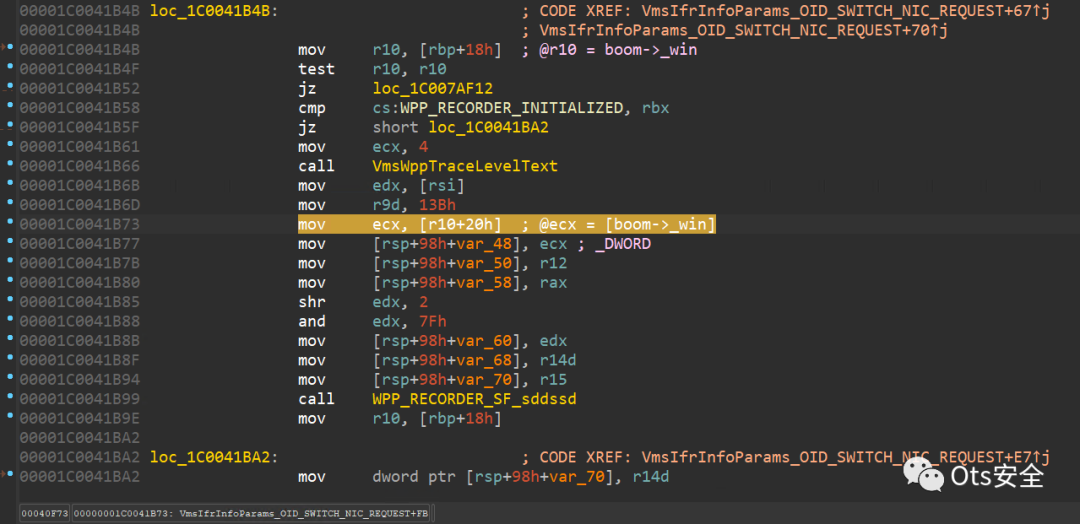 00001C0041B4B loc_1C0041B4B: ; CODE XREF: VmsIfrInfoParams_OID_SWITCH_NIC_REQUEST+67↑j
00001C0041B4B ; VmsIfrInfoParams_OID_SWITCH_NIC_REQUEST+70↑j
00001C0041B4B mov r10, [rbp+18h] ; @r10 = boom->_win
00001C0041B4F test r10, r10
00001C0041B52 jz loc_1C007AF12
00001C0041B58 cmp cs:WPP_RECORDER_INITIALIZED, rbx
00001C0041B5F jz short loc_1C0041BA2
00001C0041B61 mov ecx, 4
00001C0041B66 call VmsWppTraceLevelText
00001C0041B6B mov edx, [rsi]
00001C0041B6D mov r9d, 13Bh
00001C0041B73 mov ecx, [r10+20h] ; @ecx = [boom->_win]
00001C0041B77 mov [rsp+98h+var_48], ecx ; _DWORD
00001C0041B7B mov [rsp+98h+var_50], r12
00001C0041B80 mov [rsp+98h+var_58], rax
00001C0041B85 shr edx, 2
00001C0041B88 and edx, 7Fh
00001C0041B8B mov [rsp+98h+var_60], edx
00001C0041B8F mov [rsp+98h+var_68], r14d
00001C0041B94 mov [rsp+98h+var_70], r15
00001C0041B99 call WPP_RECORDER_SF_sddssd
00001C0041B9E mov r10, [rbp+18h]
00001C0041BA2
00001C0041BA2 loc_1C0041BA2: ; CODE XREF: VmsIfrInfoParams_OID_SWITCH_NIC_REQUEST+E7↑j
00001C0041BA2 mov dword ptr [rsp+98h+var_70], r14d
Ots安全
00040F73 00000001C0041B73: VmsIfrInfoParams_OID_SWITCH_NIC_REQUEST+FB